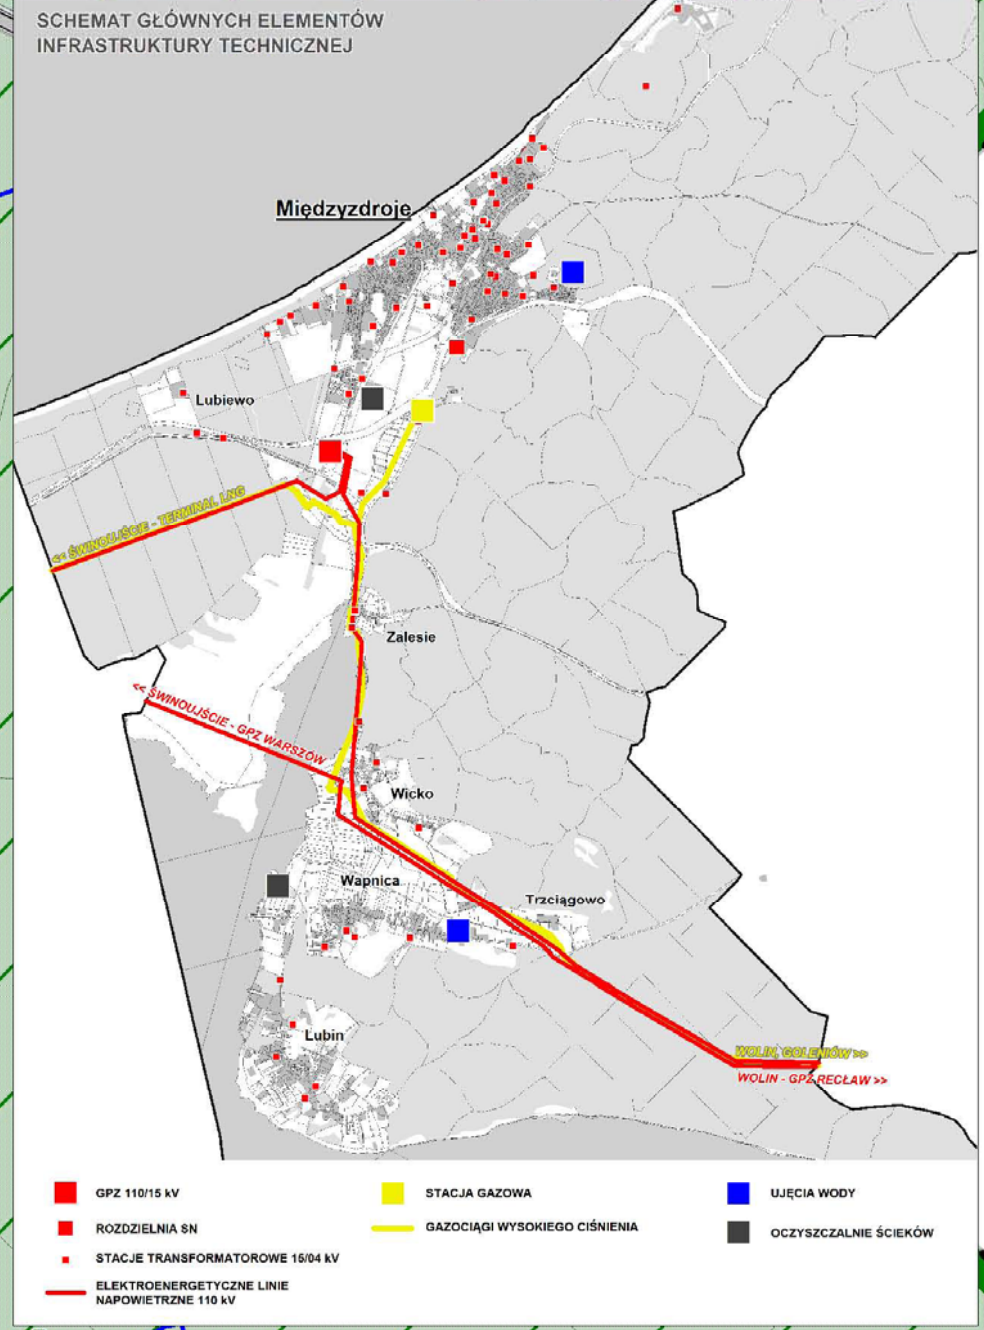 SCHEMAT GŁÓWNYCH ELEMENTÓW
INFRASTRUKTURY TECHNICZNEJ
Międzyzdroje
Lubiewo
<< ŚWINOUJŚCIE - TERMINAL LNG
Zalesie
<< ŚWINOUJŚCIE - GPZ WARSZÓW
Wicko
Wapnica
Trzciągowo
Lubin
WOLIN, GOLENIÓW >>
WOLIN - GPZ RECŁAW >>
GPZ 110/15 kV
STACJA GAZOWA
UJĘCIA WODY
ROZDZIELNIA SN
GAZOCIĄGI WYSOKIEGO CIŚNIENIA
OCZYSZCZALNIE ŚCIEKÓW
STACJE TRANSFORMATOROWE 15/04 kV
ELEKTROENERGETYCZNE LINIE
NAPOWIETRZNE 110 kV